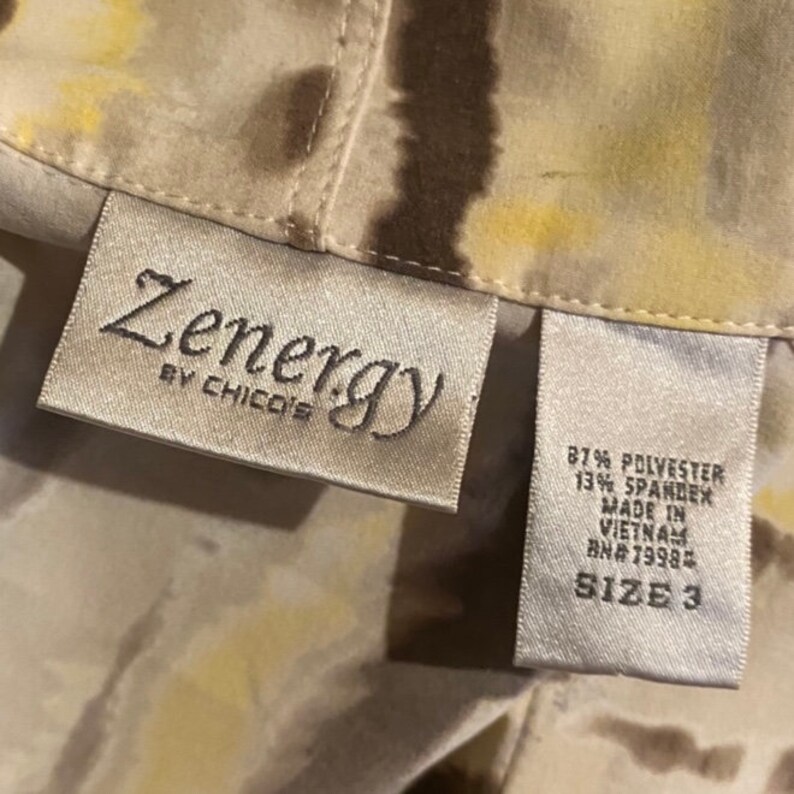 Zenergy
BY CHICO'S
87% POLYESTER
13% SPANDEX
MADE IN
VIETNAM
RN#79984
SIZE 3